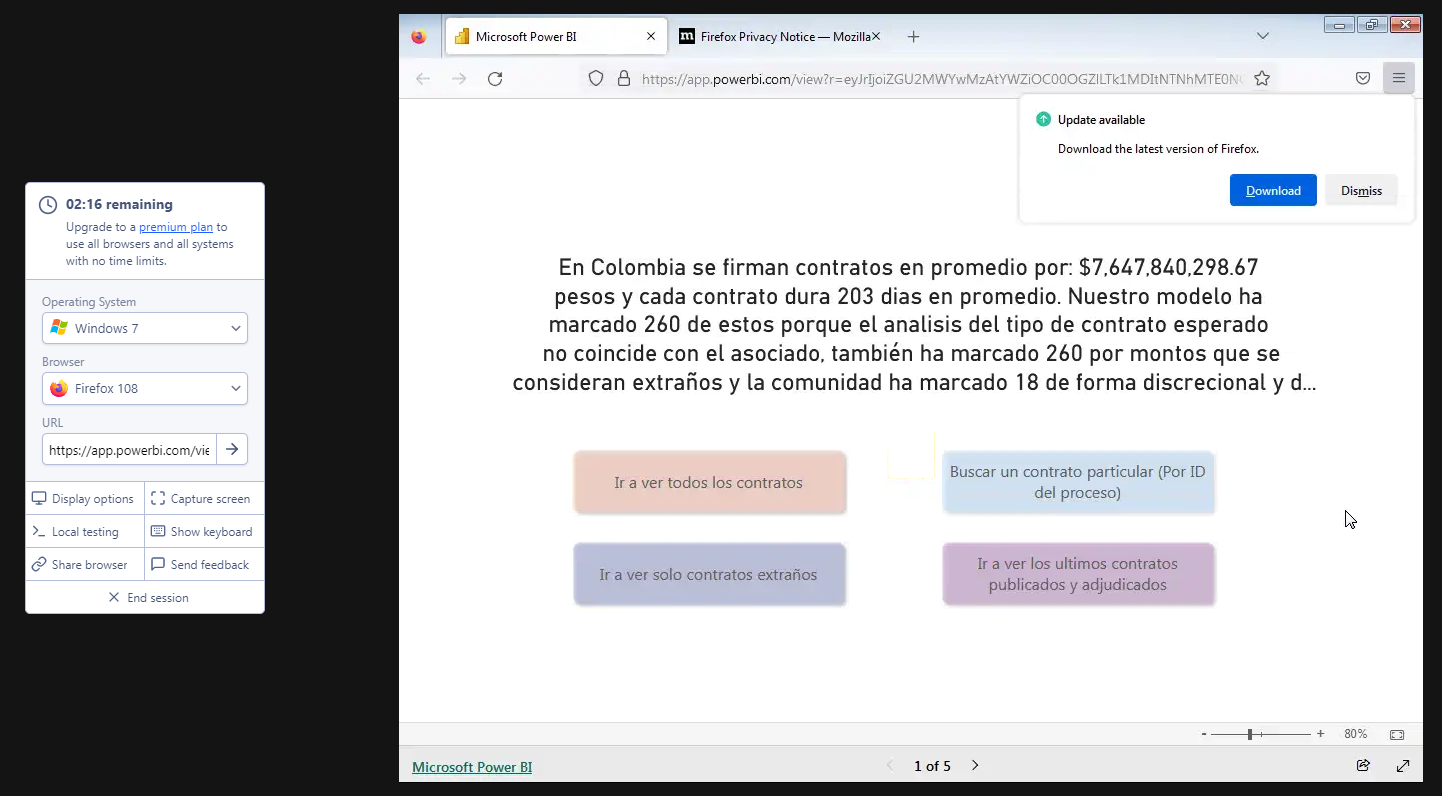 Microsoft Power BI
Firefox Privacy Notice — Mozilla
https://app.powerbi.com/view?r=
Update available
Download the latest version of Firefox.
Download
Dismiss
02:16 remaining
Upgrade to a premium plan to
use all browsers and all systems
with no time limits.
Operating System
Windows 7
Browser
Firefox 108
URL
https://app.powerbi.com/vie
Display options
Capture screen
Local testing
Show keyboard
Share browser
Send feedback
End session
En Colombia se firman contratos en promedio por: $7,647,840,298.67
pesos y cada contrato dura 203 dias en promedio. Nuestro modelo ha
marcado 260 de estos porque el analisis del tipo de contrato esperado
no coincide con el asociado, también ha marcado 260 por montos que se
consideran extraños y la comunidad ha marcado 18 de forma discrecional y d...
Ir a ver todos los contratos
Buscar un contrato particular (Por ID
del proceso)
Ir a ver solo contratos extraños
Ir a ver los ultimos contratos
publicados y adjudicados
- + 80%
Microsoft Power BI
1 of 5